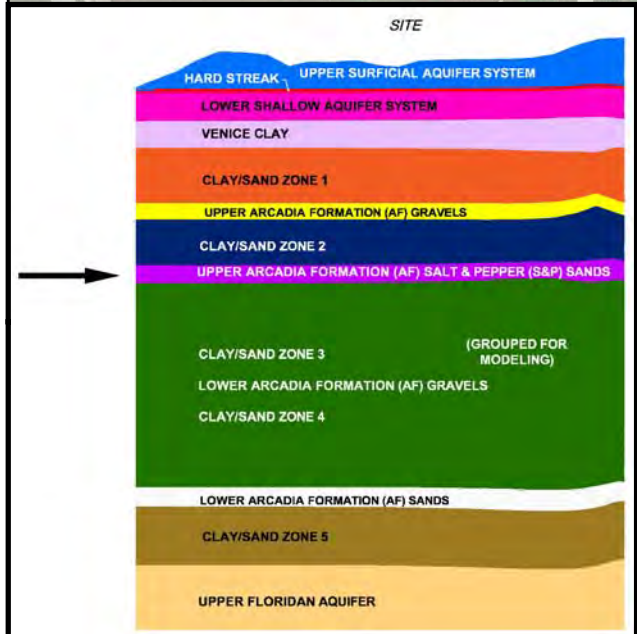 SITE
HARD STREAK
UPPER SURFICIAL AQUIFER SYSTEM
LOWER SHALLOW AQUIFER SYSTEM
VENICE CLAY
CLAY/SAND ZONE 1
UPPER ARCADIA FORMATION (AF) GRAVELS
CLAY/SAND ZONE 2
UPPER ARCADIA FORMATION (AF) SALT & PEPPER (S&P) SANDS
CLAY/SAND ZONE 3
(GROUPED FOR
MODELING)
LOWER ARCADIA FORMATION (AF) GRAVELS
CLAY/SAND ZONE 4
LOWER ARCADIA FORMATION (AF) SANDS
CLAY/SAND ZONE 5
UPPER FLORIDAN AQUIFER